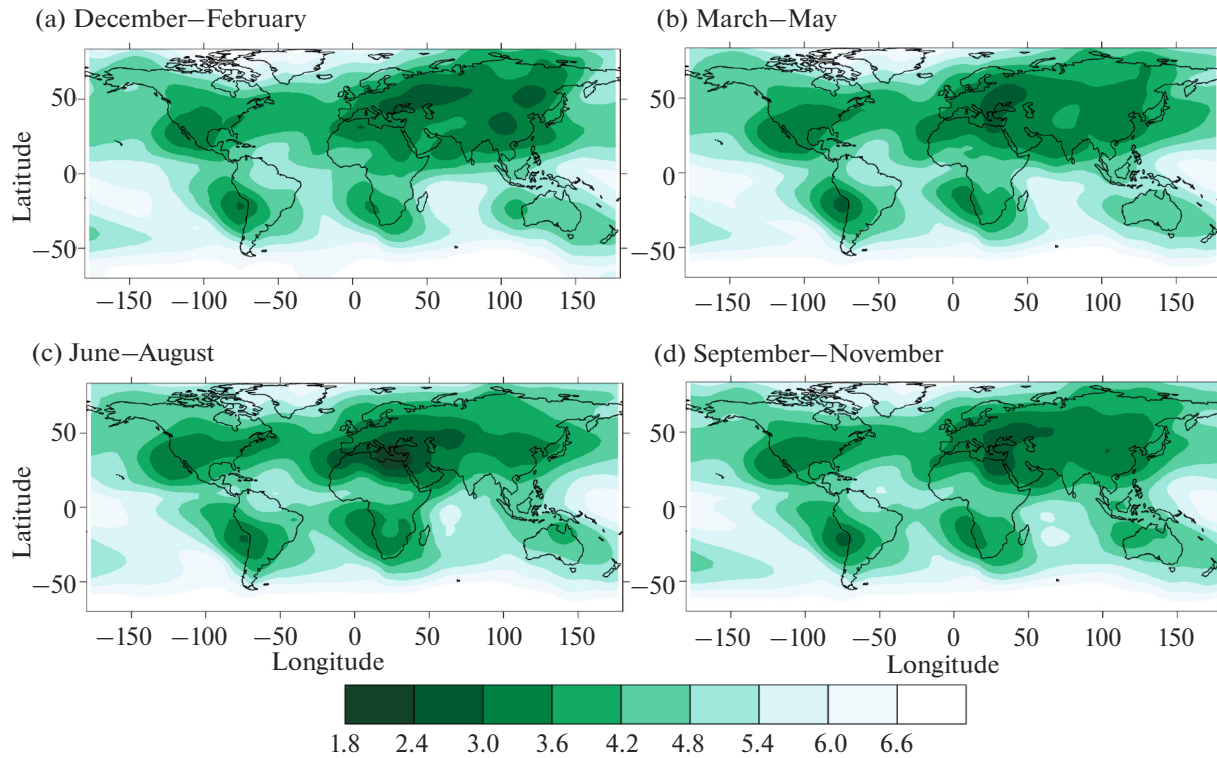 (a) December–February
(b) March–May
Latitude
50
0
–50
50
0
–50
–150 –100 –50 0 50 100 150
–150 –100 –50 0 50 100 150
(c) June–August
(d) September–November
Latitude
50
0
–50
50
0
–50
–150 –100 –50 0 50 100 150
–150 –100 –50 0 50 100 150
Longitude
Longitude
1.8 2.4 3.0 3.6 4.2 4.8 5.4 6.0 6.6